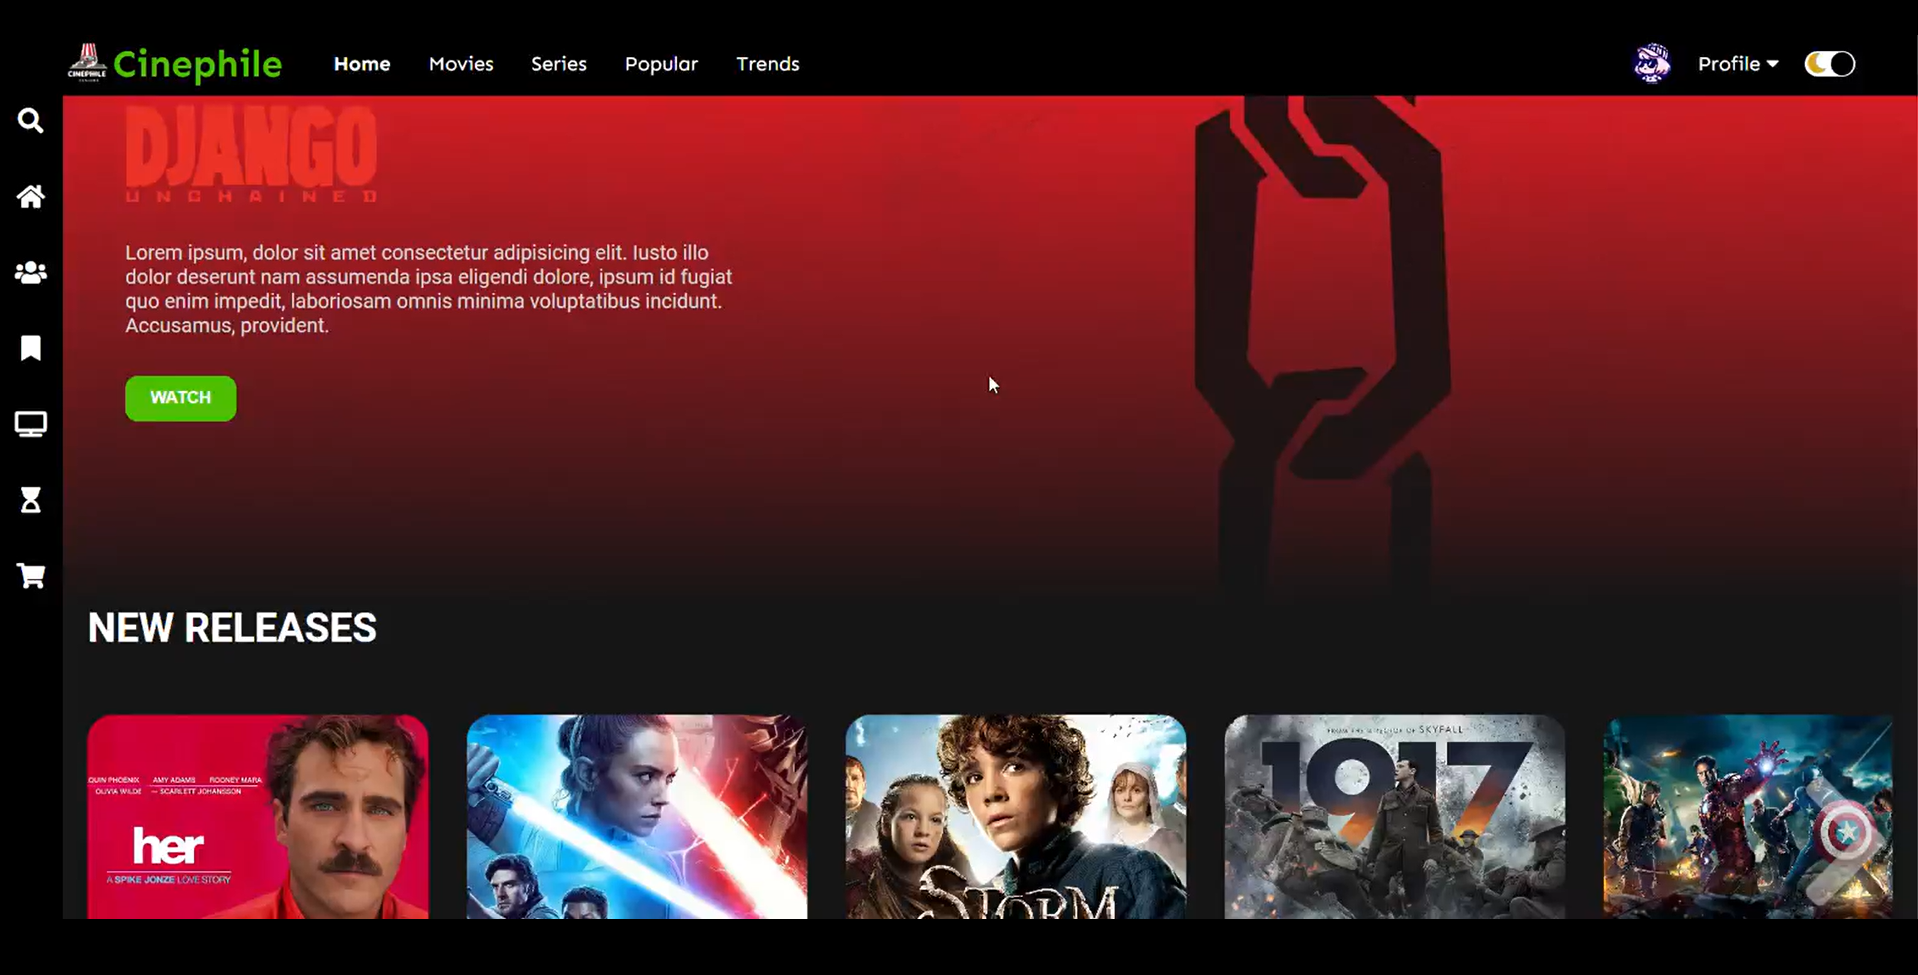 CINEPHILE
Cinephile
Home
Movies
Series
Popular
Trends
Profile
DJANGO
UNCHAINED
Lorem ipsum, dolor sit amet consectetur adipisicing elit. Iusto illo
dolor deserunt nam assumenda ipsa eligendi dolore, ipsum id fugiat
quo enim impedit, laboriosam omnis minima voluptatibus incidunt.
Accusamus, provident.
WATCH
NEW RELEASES
QUIN PHOENIX AMY ADAMS ROONEY MARA
OLIVIA WILDE SCARLETT JOHANSSON
her
A SPIKE JONZE LOVE STORY
STORM
FROM THE DIRECTOR OF SKYFALL
1917